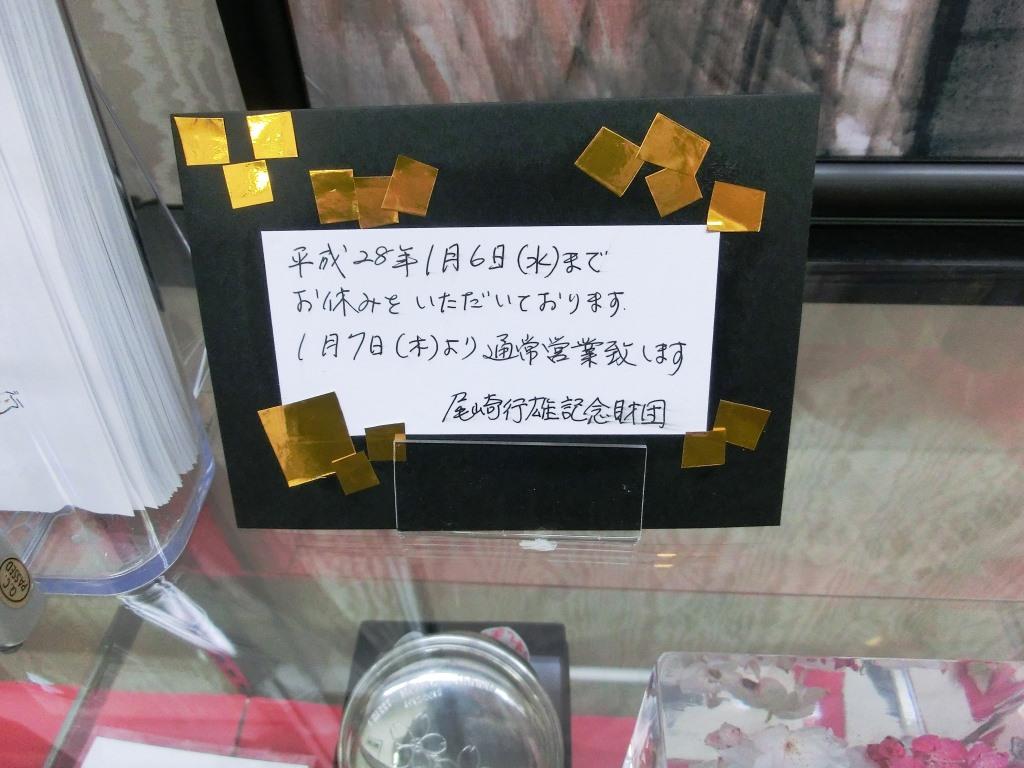 平成28年1月6日(水)まで
お休みをいただいております.
1月7日(木)より通常営業致します
尾崎行雄記念財団
Q.C
PASSED